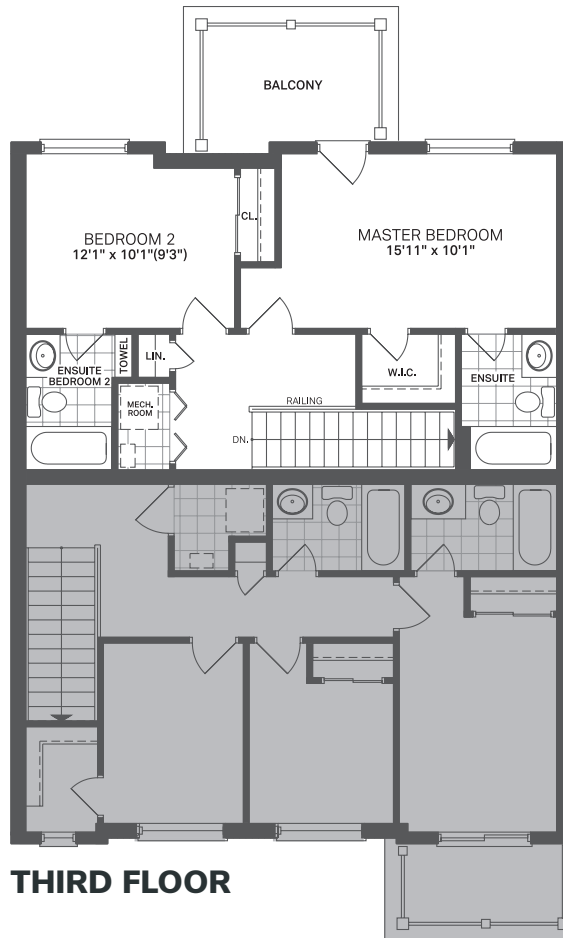 BALCONY
CL.
BEDROOM 2
12'1" x 10'1"(9'3")
MASTER BEDROOM
15'11" x 10'1"
TOWEL
LIN.
ENSUITE
BEDROOM 2
W.I.C.
ENSUITE
MECH.
ROOM
RAILING
DN.
THIRD FLOOR